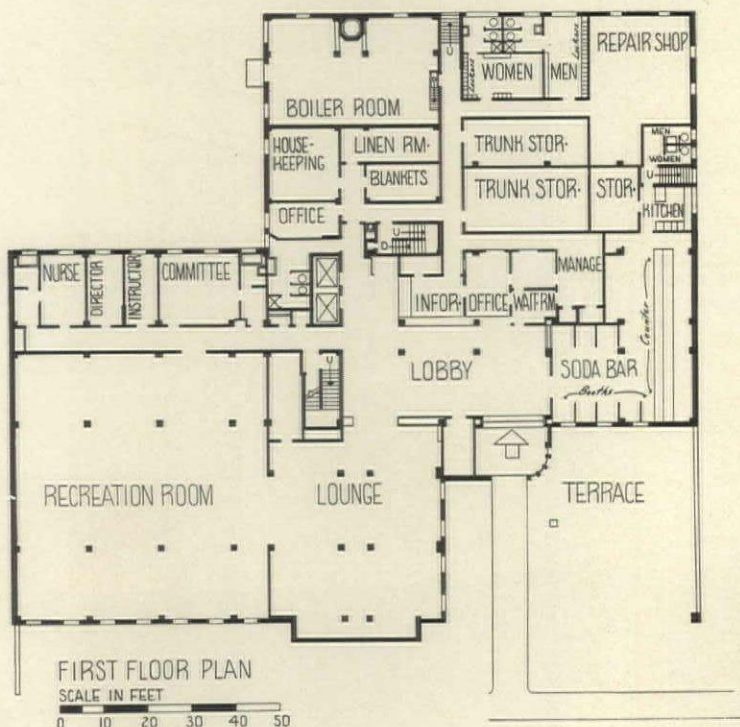 BOILER ROOM
U
Lockers
WOMEN
MEN
Lockers
REPAIR SHOP
HOUSE-
KEEPING
LINEN RM.
BLANKETS
OFFICE
TRUNK STOR.
TRUNK STOR.
STOR.
MEN
WOMEN
U
KITCHEN
U
D
NURSE
DIRECTOR
INSTRUCTOR
COMMITTEE
INFOR.
OFFICE
WAIT.RM.
MANAGE
Counter
U
LOBBY
SODA BAR
Booths
RECREATION ROOM
LOUNGE
TERRACE
FIRST FLOOR PLAN
SCALE IN FEET
0 10 20 30 40 50